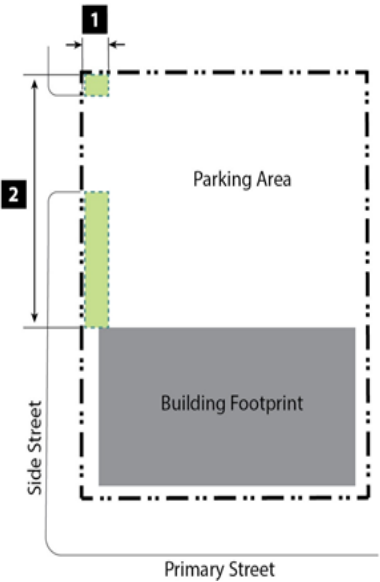 1
Parking Area
2
Building Footprint
Side Street
Primary Street